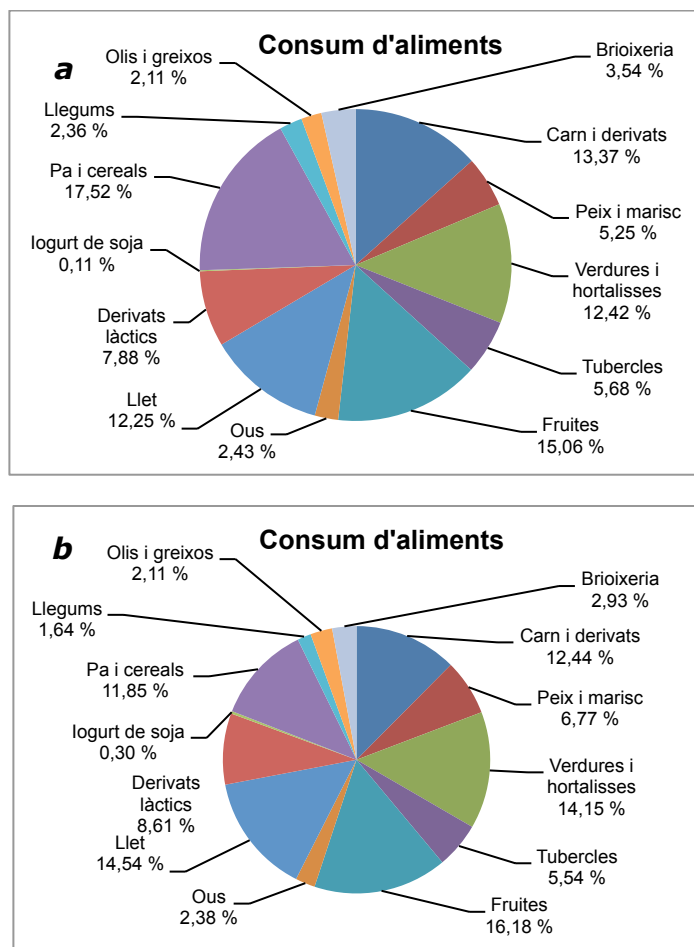 a
Consum d'aliments
Olis i greixos
2,11 %
Brioixeria
3,54 %
Llegums
2,36 %
Carn i derivats
13,37 %
Pa i cereals
17,52 %
Peix i marisc
5,25 %
Iogurt de soja
0,11 %
Verdures i
hortalisses
12,42 %
Derivats
làctics
7,88 %
Tubercles
5,68 %
Llet
12,25 %
Ous
2,43 %
Fruites
15,06 %
b
Consum d'aliments
Olis i greixos
2,11 %
Brioixeria
2,93 %
Llegums
1,64 %
Carn i derivats
12,44 %
Pa i cereals
11,85 %
Peix i marisc
6,77 %
Iogurt de soja
0,30 %
Verdures i
hortalisses
14,15 %
Derivats
làctics
8,61 %
Llet
14,54 %
Tubercles
5,54 %
Ous
2,38 %
Fruites
16,18 %